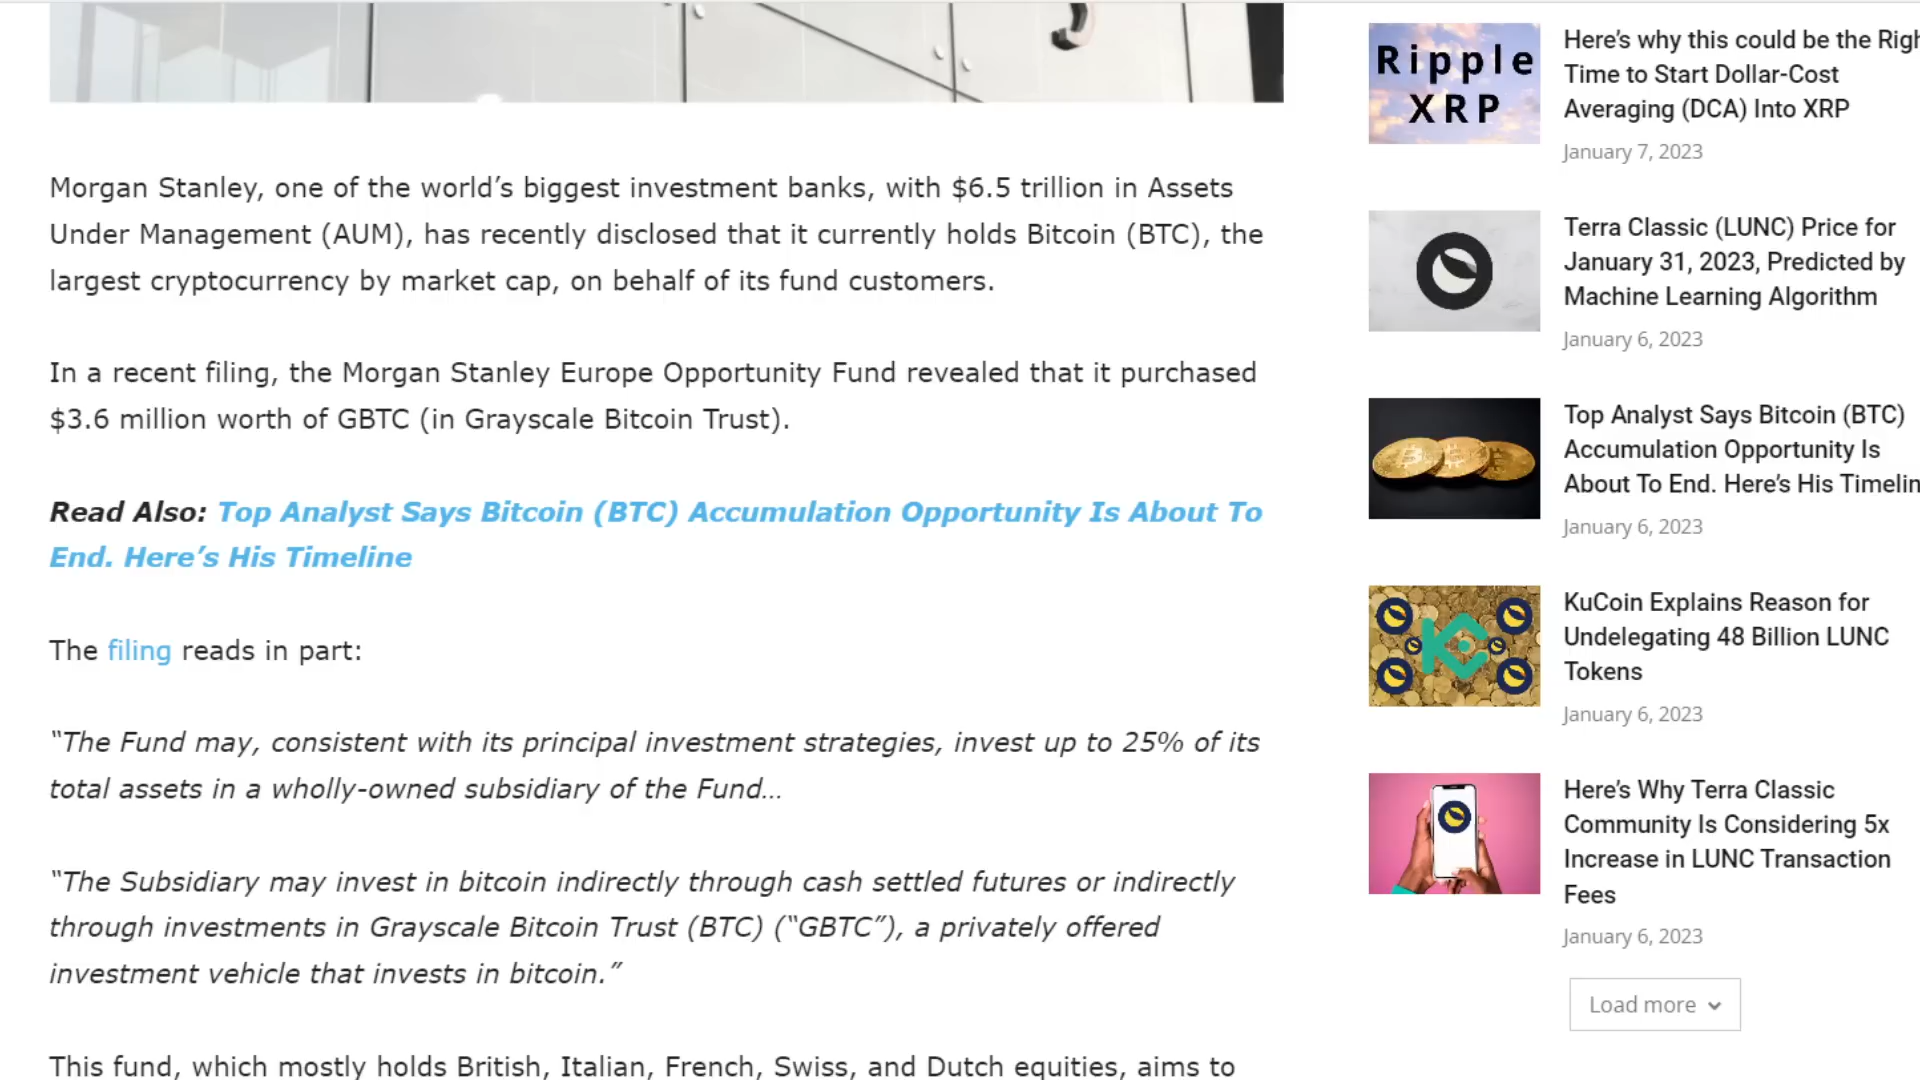 Morgan Stanley, one of the world’s biggest investment banks, with $6.5 trillion in Assets
Under Management (AUM), has recently disclosed that it currently holds Bitcoin (BTC), the
largest cryptocurrency by market cap, on behalf of its fund customers.
In a recent filing, the Morgan Stanley Europe Opportunity Fund revealed that it purchased
$3.6 million worth of GBTC (in Grayscale Bitcoin Trust).
Read Also: Top Analyst Says Bitcoin (BTC) Accumulation Opportunity Is About To
End. Here’s His Timeline
The filing reads in part:
“The Fund may, consistent with its principal investment strategies, invest up to 25% of its
total assets in a wholly-owned subsidiary of the Fund…
“The Subsidiary may invest in bitcoin indirectly through cash settled futures or indirectly
through investments in Grayscale Bitcoin Trust (BTC) (“GBTC”), a privately offered
investment vehicle that invests in bitcoin.”
This fund, which mostly holds British, Italian, French, Swiss, and Dutch equities, aims to
Ripple
XRP
Here’s why this could be the Righ
Time to Start Dollar-Cost
Averaging (DCA) Into XRP
January 7, 2023
Terra Classic (LUNC) Price for
January 31, 2023, Predicted by
Machine Learning Algorithm
January 6, 2023
Top Analyst Says Bitcoin (BTC)
Accumulation Opportunity Is
About To End. Here’s His Timelin
January 6, 2023
KuCoin Explains Reason for
Undelegating 48 Billion LUNC
Tokens
January 6, 2023
Here’s Why Terra Classic
Community Is Considering 5x
Increase in LUNC Transaction
Fees
January 6, 2023
Load more